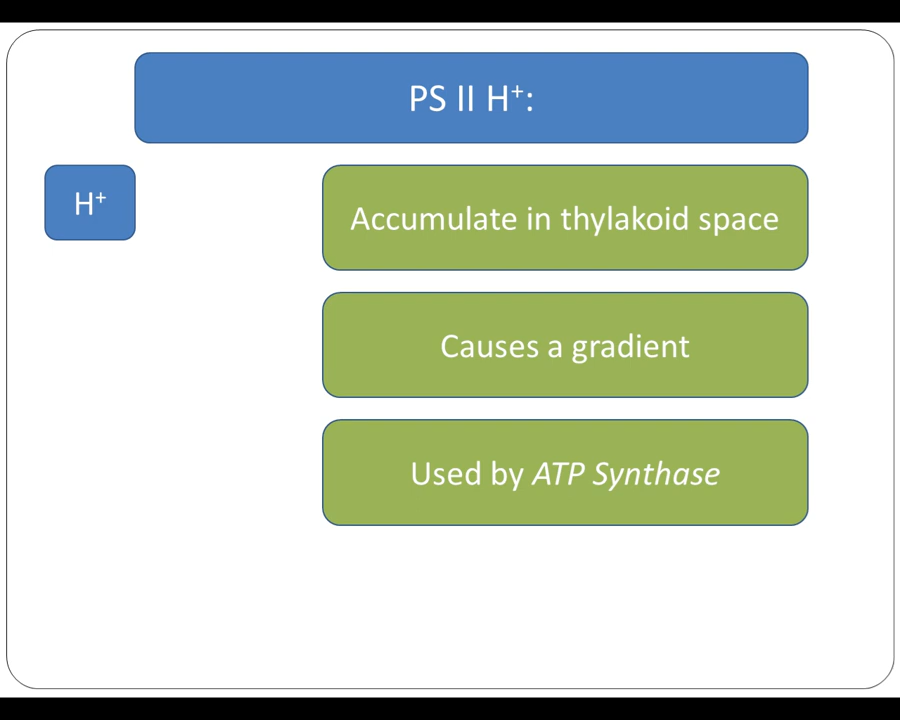 PS II H⁺:
H⁺
Accumulate in thylakoid space
Causes a gradient
Used by ATP Synthase